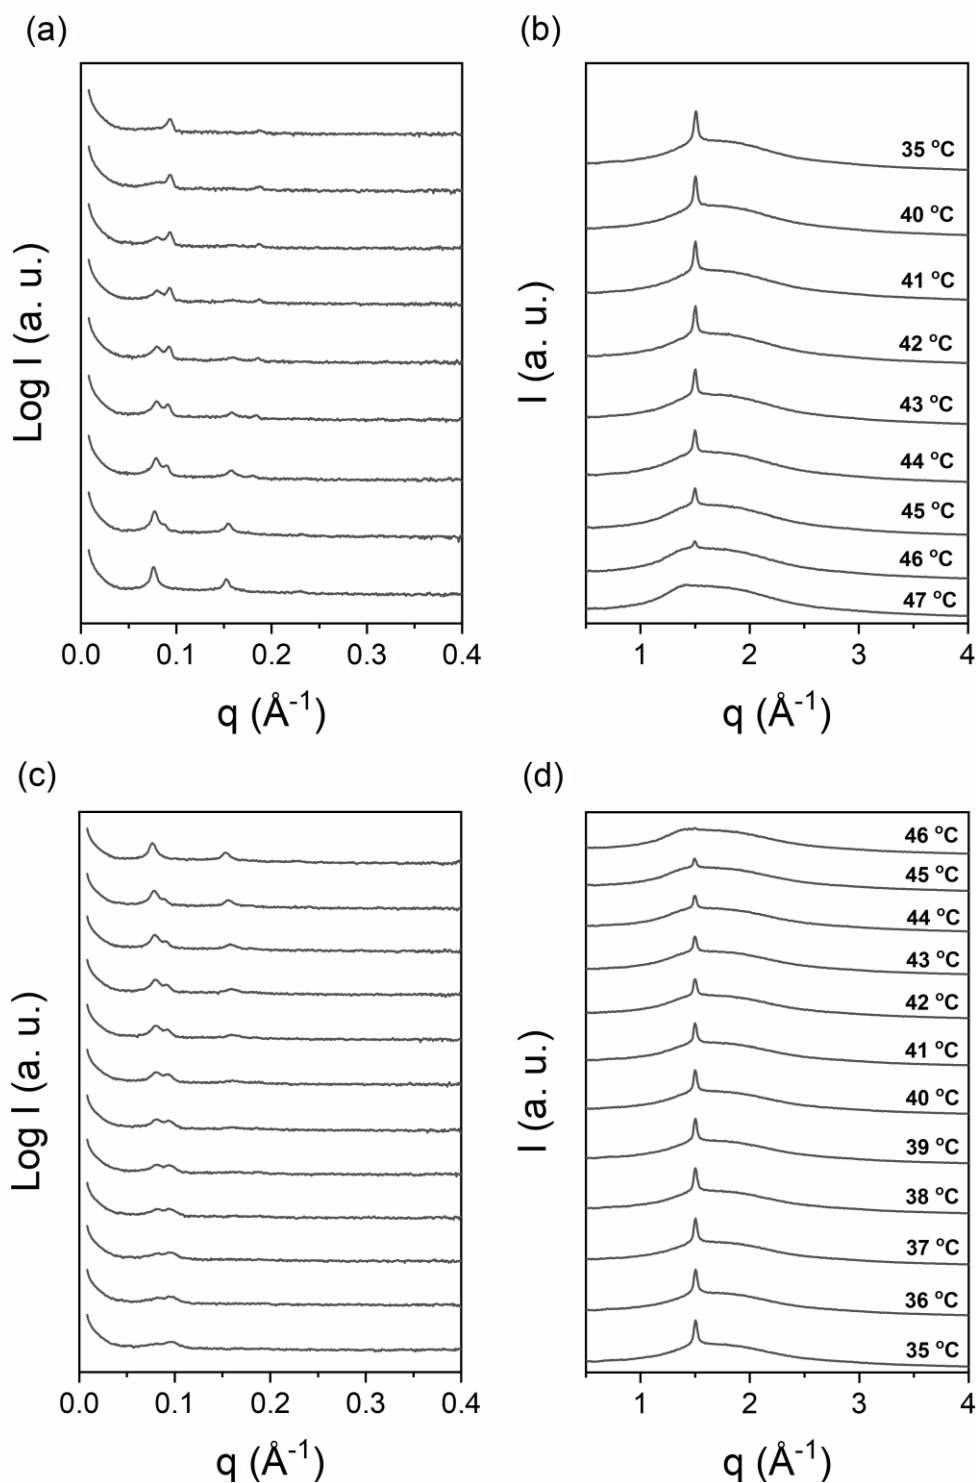 (a)
Log I (a. u.)
0.0 0.1 0.2 0.3 0.4
q (Å⁻¹)
(b)
I (a. u.)
35 °C
40 °C
41 °C
42 °C
43 °C
44 °C
45 °C
46 °C
47 °C
1 2 3 4
q (Å⁻¹)
(c)
Log I (a. u.)
0.0 0.1 0.2 0.3 0.4
q (Å⁻¹)
(d)
I (a. u.)
46 °C
45 °C
44 °C
43 °C
42 °C
41 °C
40 °C
39 °C
38 °C
37 °C
36 °C
35 °C
1 2 3 4
q (Å⁻¹)